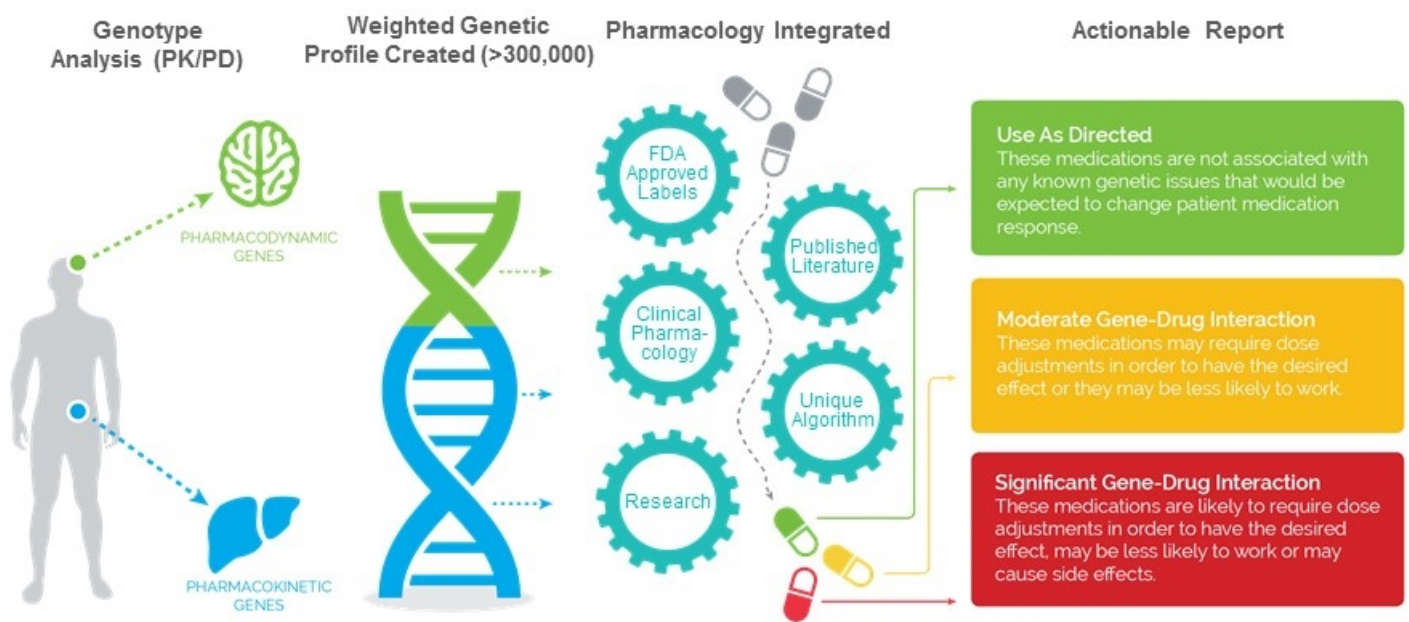 Genotype
Analysis (PK/PD)
Weighted Genetic
Profile Created (>300,000)
Pharmacology Integrated
Actionable Report
PHARMACODYNAMIC
GENES
PHARMACOKINETIC
GENES
FDA
Approved
Labels
Published
Literature
Clinical
Pharma-
cology
Unique
Algorithm
Research
Use As Directed
These medications are not associated with
any known genetic issues that would be
expected to change patient medication
response.
Moderate Gene-Drug Interaction
These medications may require dose
adjustments in order to have the desired
effect or they may be less likely to work.
Significant Gene-Drug Interaction
These medications are likely to require dose
adjustments in order to have the desired
effect, may be less likely to work or may
cause side effects.